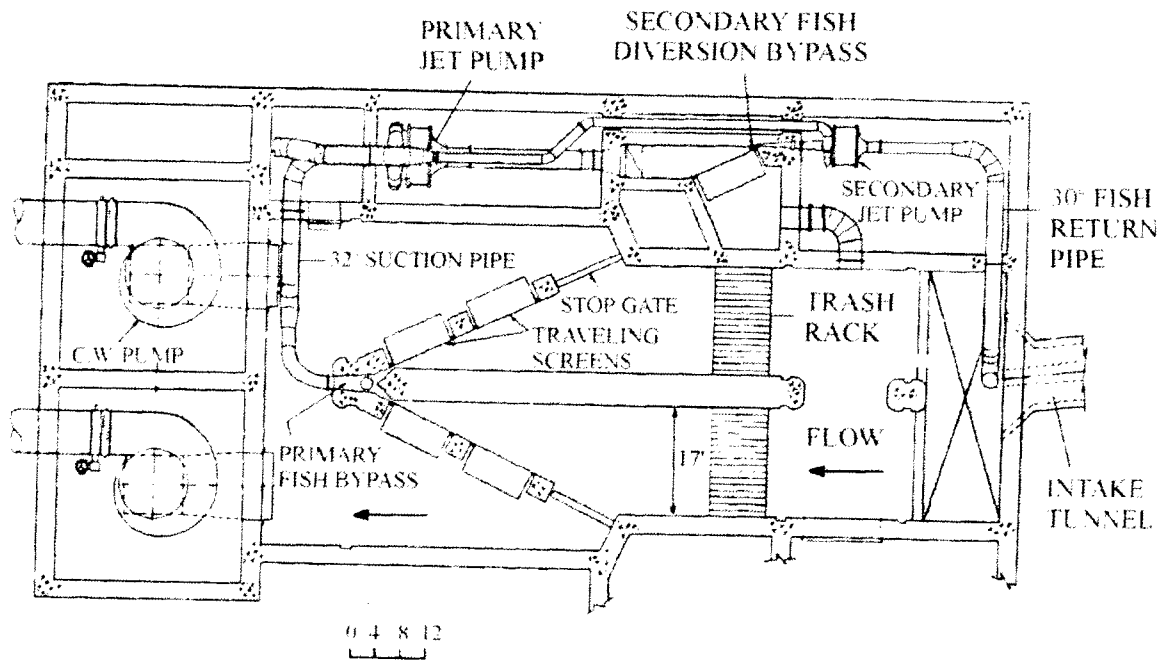 PRIMARY
JET PUMP
SECONDARY FISH
DIVERSION BYPASS
SECONDARY
JET PUMP
30" FISH
RETURN
PIPE
32" SUCTION PIPE
STOP GATE
TRAVELING
SCREENS
TRASH
RACK
C.W. PUMP
PRIMARY
FISH BYPASS
17'
FLOW
INTAKE
TUNNEL
0 4 8 12